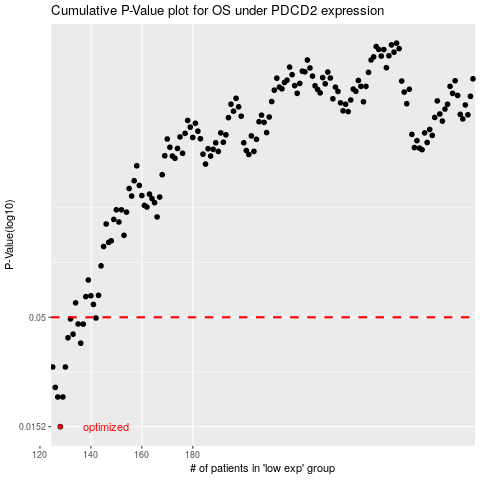 Cumulative P-Value plot for OS under PDCD2 expression
P-Value(log10)
0.05
0.0152
optimized
120 140 160 180
# of patients in 'low exp' group